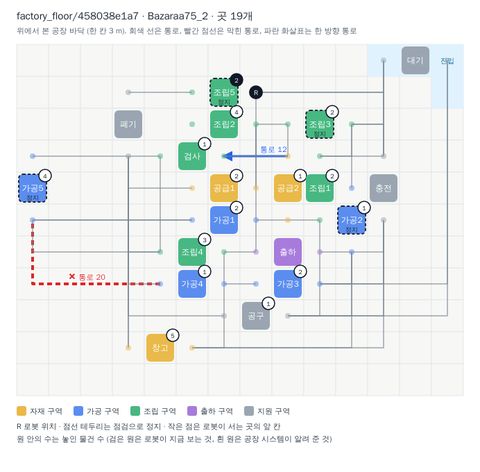 factory_floor/458038e1a7 · Bazaraa75_2 · 곳 19개
위에서 본 공장 바닥 (한 칸 3 m). 회색 선은 통로, 빨간 점선은 막힌 통로, 파란 화살표는 한 방향 통로
대기
진입
2
조립5
정지
R
4
조립2
2
조립3
정지
폐기
통로 12
1
검사
4
가공5
정지
2
공급1
1
공급2
2
조립1
충전
2
가공1
2
가공2
정지
3
조립4
출하
✖ 통로 20
1
가공4
2
가공3
1
공구
5
창고
자재 구역
가공 구역
조립 구역
출하 구역
지원 구역
R 로봇 위치 · 점선 테두리는 점검으로 정지 · 작은 점은 로봇이 서는 곳의 앞 칸
원 안의 수는 놓인 물건 수 (검은 원은 로봇이 지금 보는 것, 흰 원은 공장 시스템이 알려 준 것)